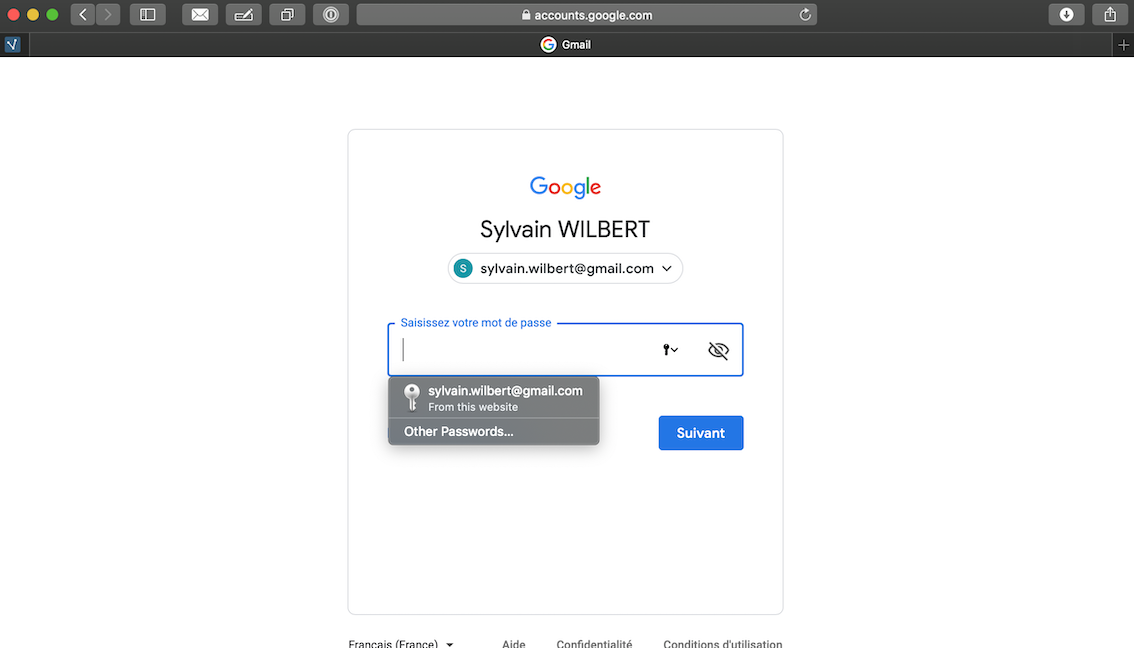 accounts.google.com
Gmail
Google
Sylvain WILBERT
S sylvain.wilbert@gmail.com
Saisissez votre mot de passe
sylvain.wilbert@gmail.com
From this website
Other Passwords...
Suivant
Français (France) Aide Confidentialité Conditions d'utilisation